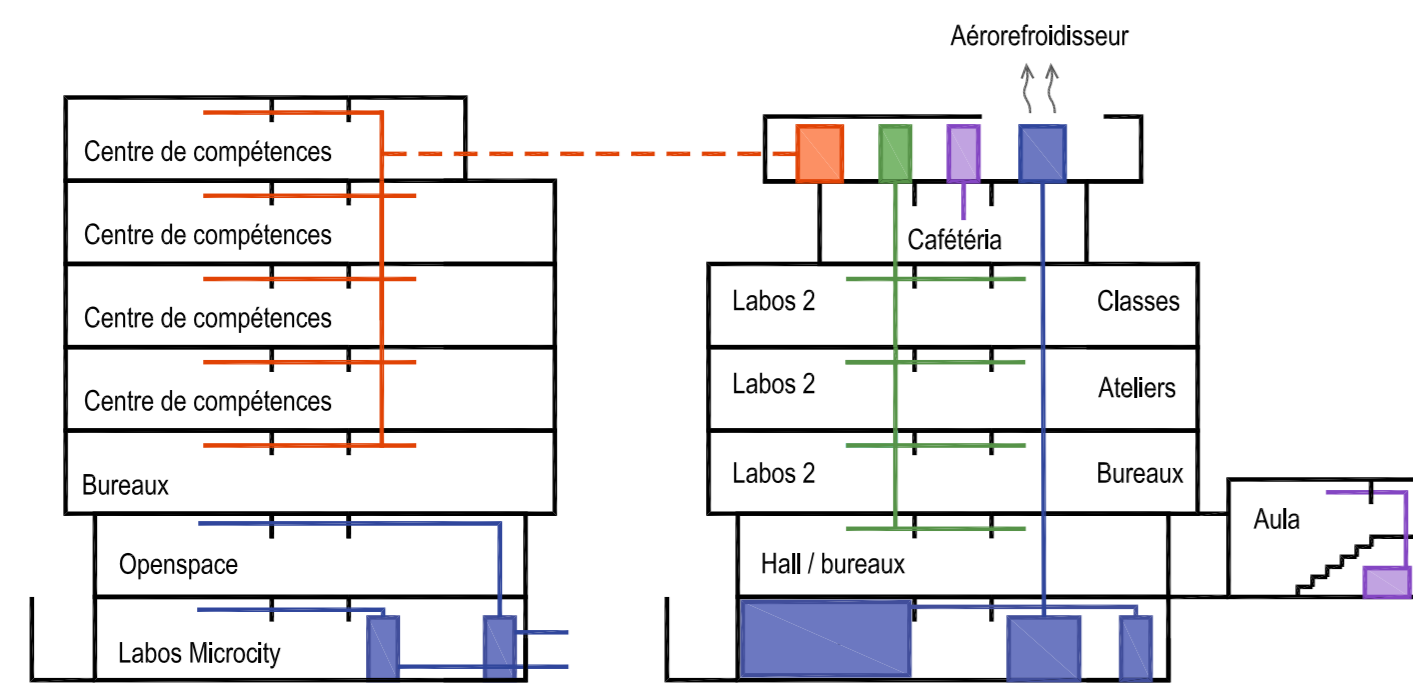 Aérorefroidisseur
Centre de compétences
Centre de compétences
Centre de compétences
Centre de compétences
Bureaux
Openspace
Labos Microcity
Cafétéria
Labos 2 Classes
Labos 2 Ateliers
Labos 2 Bureaux
Hall / bureaux
Aula